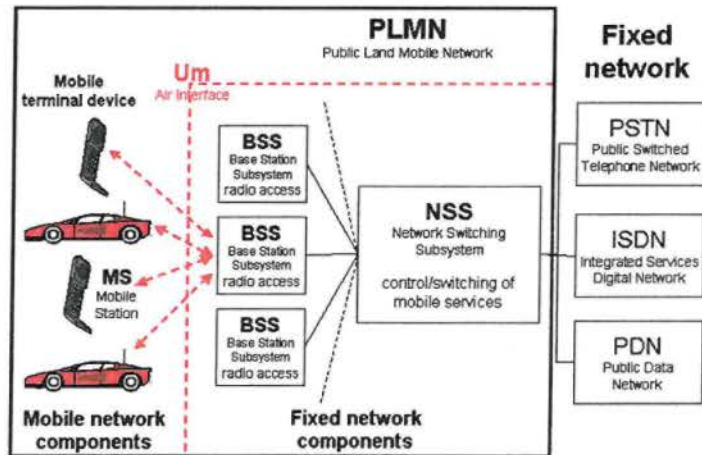 PLMN
Public Land Mobile Network
Fixed
network
Um
Air Interface
Mobile
terminal device
MS
Mobile
Station
Mobile network
components
BSS
Base Station
Subsystem
radio access
BSS
Base Station
Subsystem
radio access
BSS
Base Station
Subsystem
radio access
Fixed network
components
NSS
Network Switching
Subsystem
control/switching of
mobile services
PSTN
Public Switched
Telephone Network
ISDN
Integrated Services
Digital Network
PDN
Public Data
Network